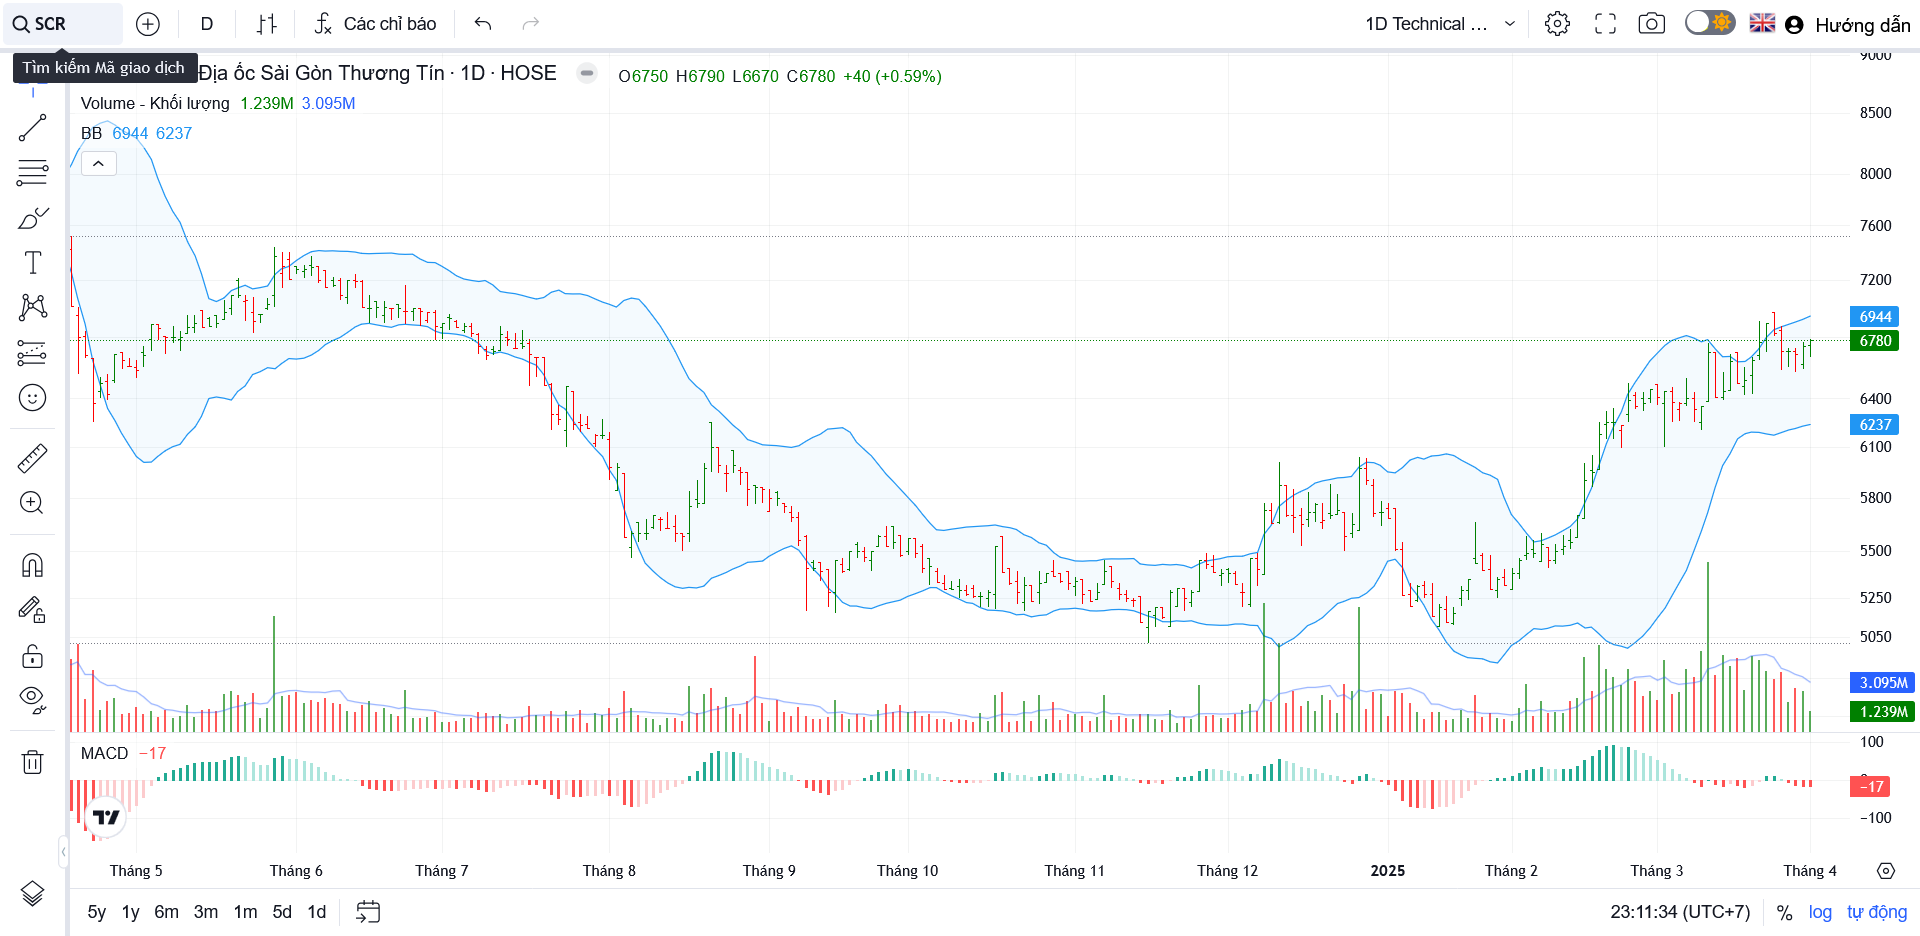 SCR
D
Các chỉ báo
1D Technical ...
Hướng dẫn
Tìm kiếm Mã giao dịch
Địa ốc Sài Gòn Thương Tín · 1D · HOSE
O6750 H6790 L6670 C6780 +40 (+0.59%)
Volume - Khối lượng 1.239M 3.095M
BB 6944 6237
9000
8500
8000
7600
7200
6944
6780
6400
6237
6100
5800
5500
5250
5050
3.095M
1.239M
MACD −17
100
−17
−100
Tháng 5 Tháng 6 Tháng 7 Tháng 8 Tháng 9 Tháng 10 Tháng 11 Tháng 12 2025 Tháng 2 Tháng 3 Tháng 4
5y 1y 6m 3m 1m 5d 1d
23:11:34 (UTC+7) % log tự động